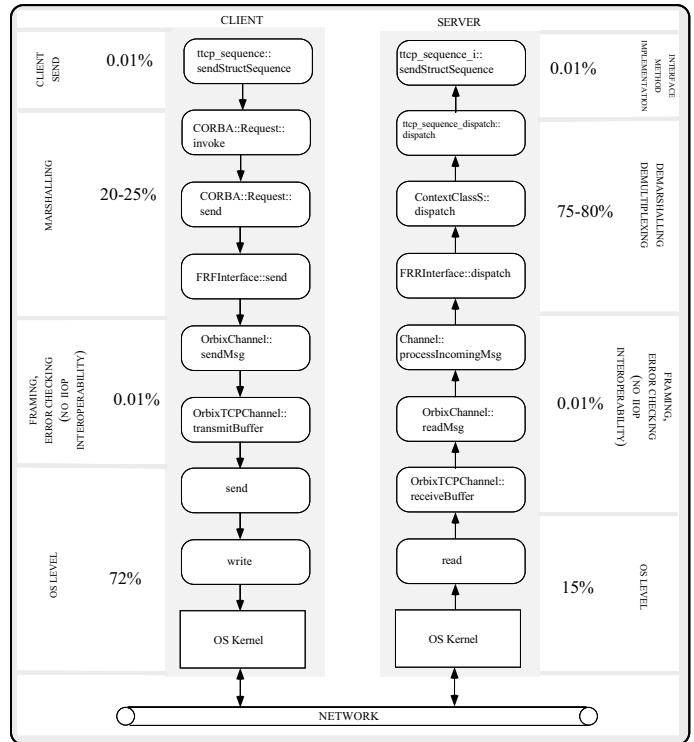 CLIENT
SERVER
CLIENT
SEND
0.01%
ttcp_sequence::
sendStructSequence
ttcp_sequence_i::
sendStructSequence
0.01%
INTERFACE
METHOD
IMPLEMENTATION
MARSHALLING
20-25%
CORBA::Request::
invoke
CORBA::Request::
send
FRFInterface::send
ttcp_sequence_dispatch::
dispatch
ContextClassS::
dispatch
FRRInterface::dispatch
75-80%
DEMARSHALLING
DEMULTIPLEXING
FRAMING,
ERROR CHECKING
(NO IIOP
INTEROPERABILITY)
0.01%
OrbixChannel::
sendMsg
OrbixTCPChannel::
transmitBuffer
Channel::
processIncomingMsg
OrbixChannel::
readMsg
OrbixTCPChannel::
receiveBuffer
0.01%
FRAMING,
ERROR CHECKING
(NO IIOP
INTEROPERABILITY)
OS LEVEL
72%
send
write
OS Kernel
read
OS Kernel
15%
OS LEVEL
NETWORK